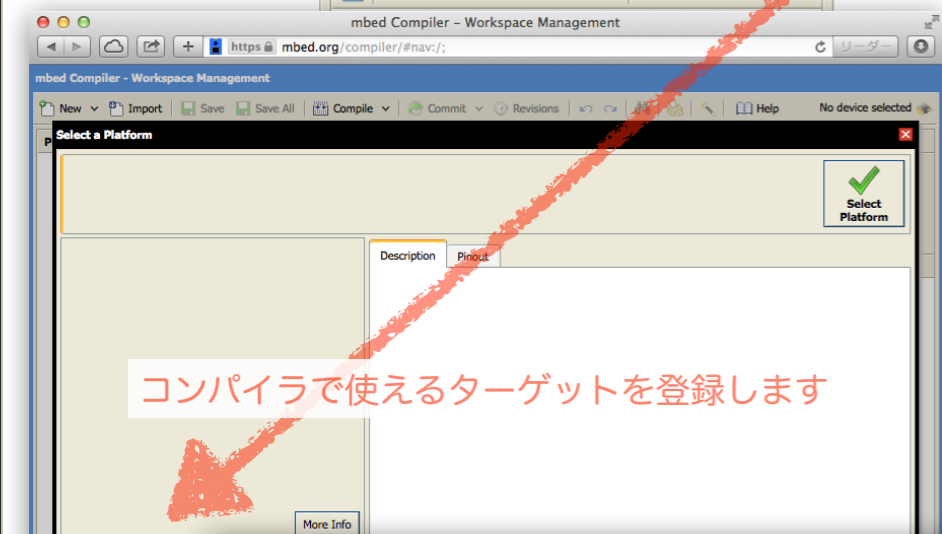 mbed Compiler – Workspace Management
https mbed.org/compiler/#nav:/;
リーダー
mbed Compiler - Workspace Management
New Import Save Save All Compile Commit Revisions Help No device selected
P
Select a Platform
Select
Platform
Description Pinout
コンパイラで使えるターゲットを登録します
More Info